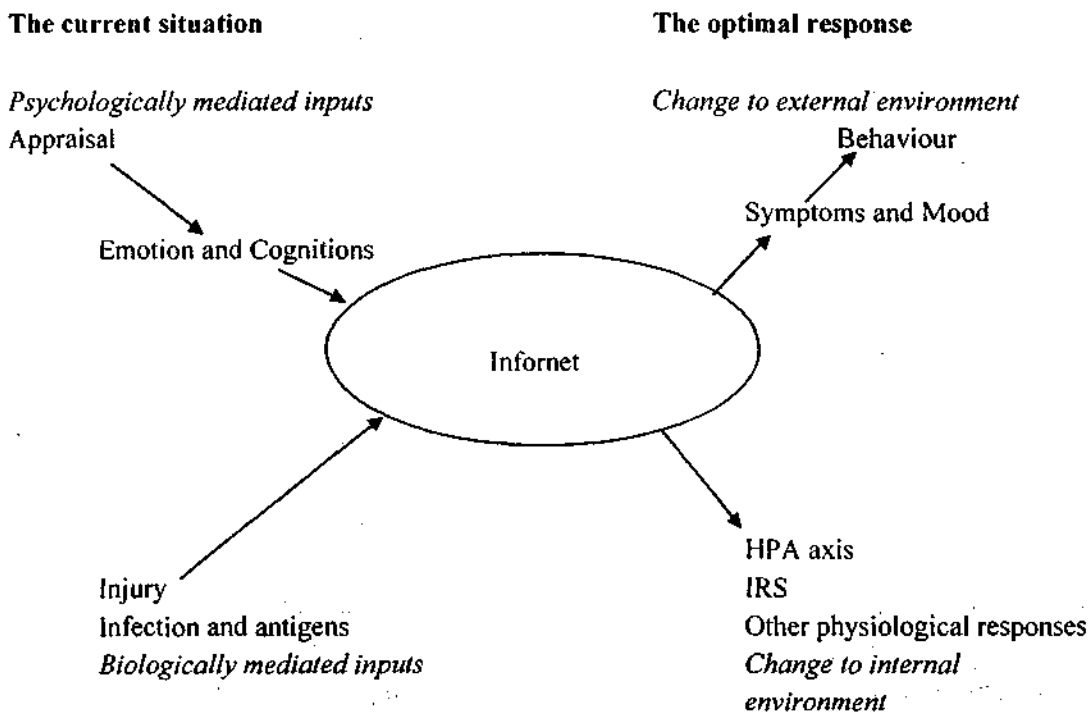 The current situation
The optimal response
Psychologically mediated inputs
Change to external environment
Appraisal
Behaviour
Symptoms and Mood
Emotion and Cognitions
Infornet
HPA axis
Injury
IRS
Infection and antigens
Other physiological responses
Biologically mediated inputs
Change to internal
environment